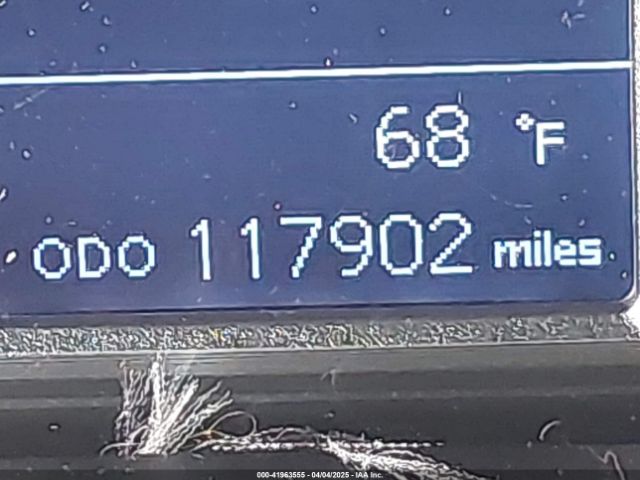 68 °F
ODO 117902 miles
000-41963555 - 04/04/2025 - IAA Inc.